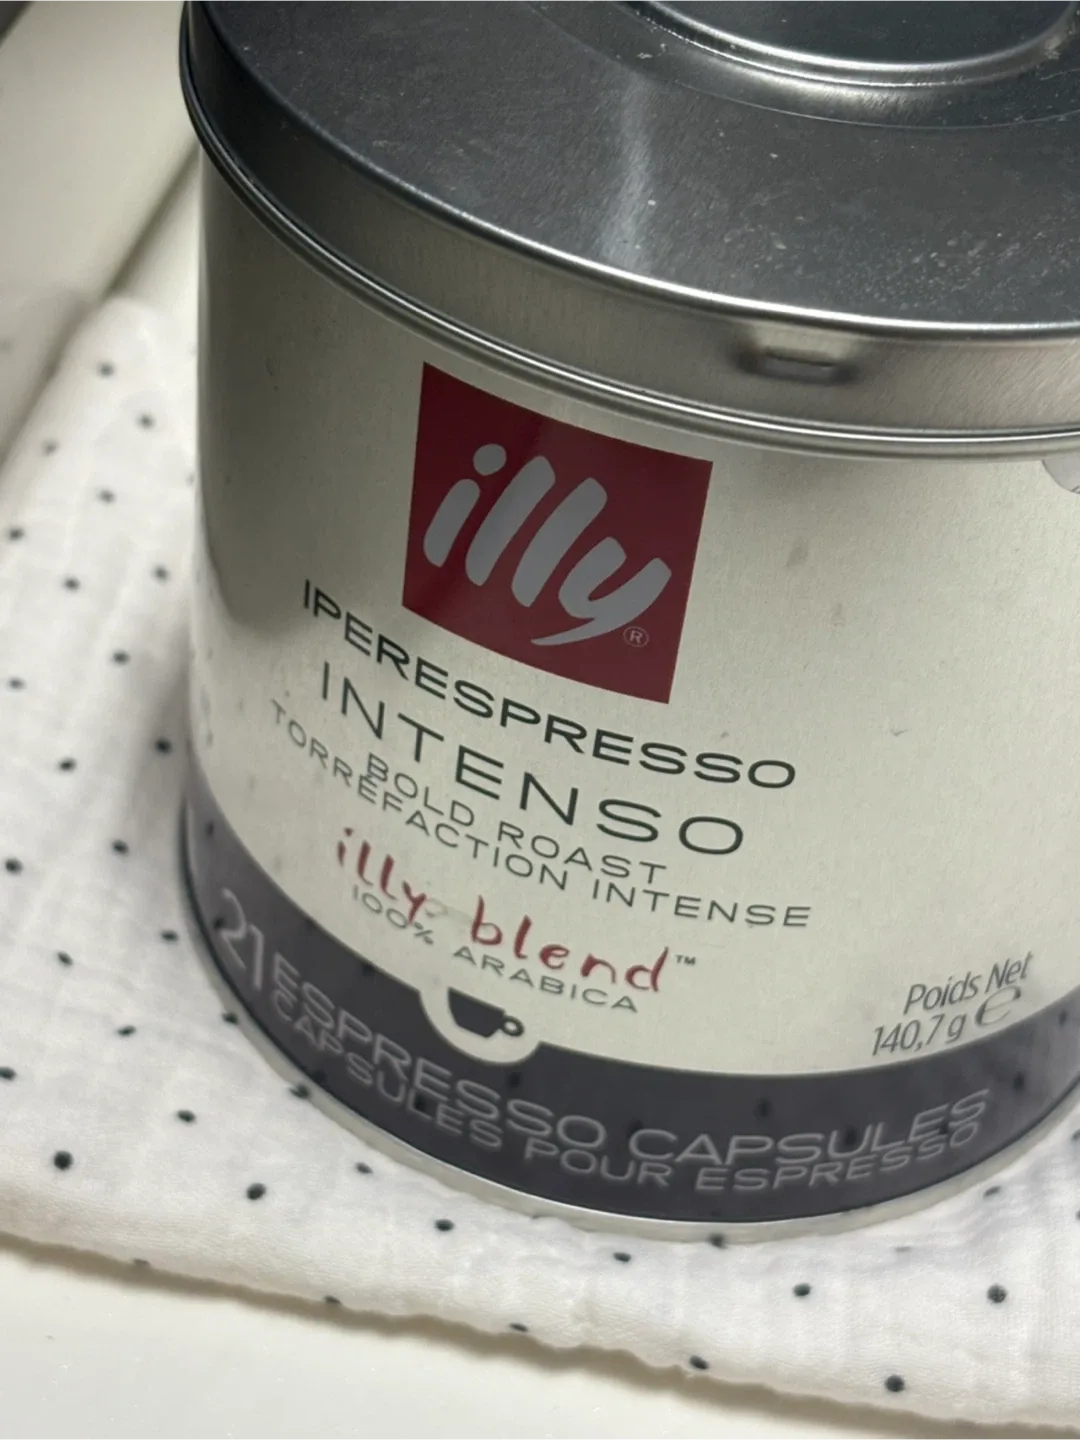 illy®
IPERESPRESSO
INTENSO
BOLD ROAST
TORRÉFACTION INTENSE
illy blend™
100% ARABICA
Poids Net
140,7 g ℮
21 ESPRESSO CAPSULES
CAPSULES POUR ESPRESSO